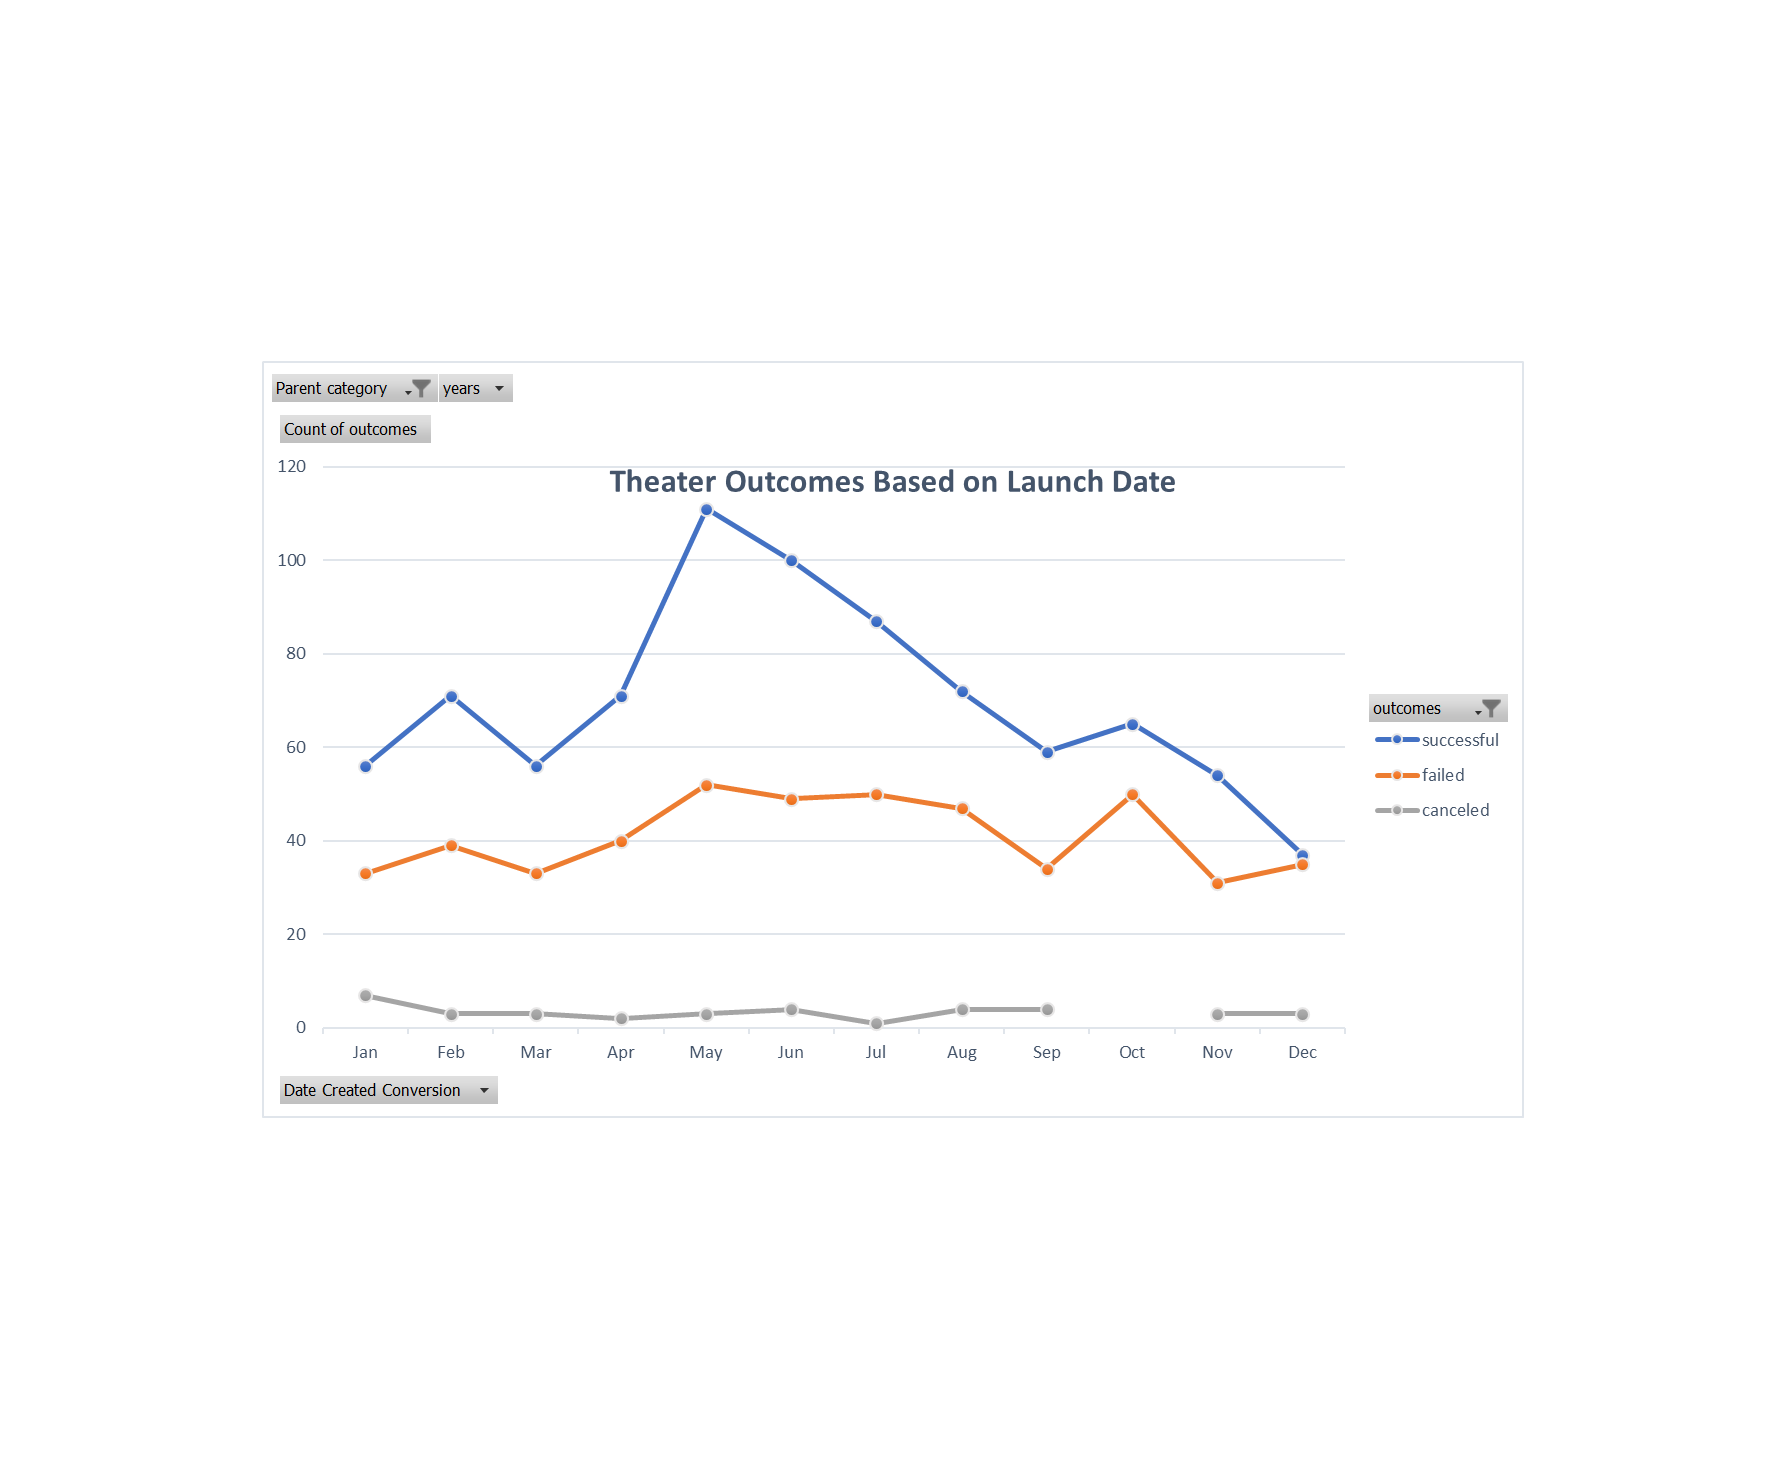 Parent category years
Count of outcomes
Theater Outcomes Based on Launch Date
120
100
80
60
40
20
0
Jan Feb Mar Apr May Jun Jul Aug Sep Oct Nov Dec
Date Created Conversion
outcomes
successful
failed
canceled